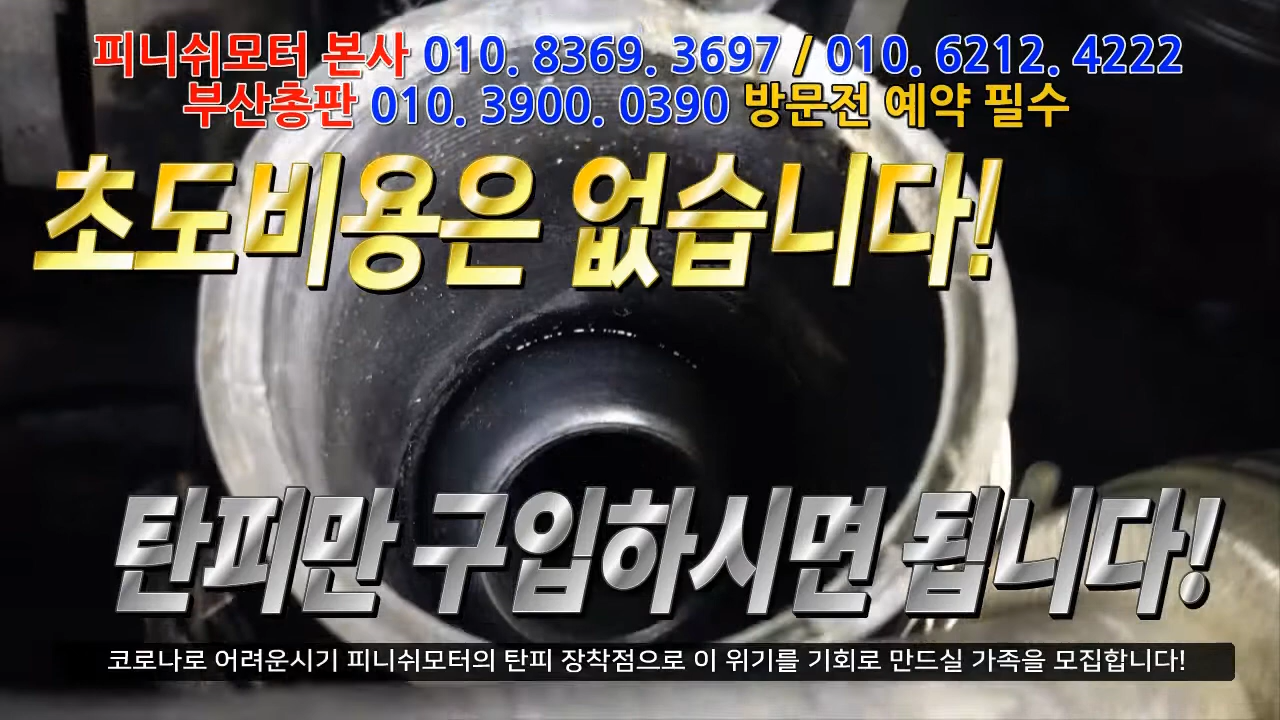 피니쉬모터 본사 010. 8369. 3697 / 010. 6212. 4222
부산총판 010. 3900. 0390 방문전 예약 필수
초도비용은 없습니다!
탄피만 구입하시면 됩니다!
코로나로 어려운시기 피니쉬모터의 탄피 장착점으로 이 위기를 기회로 만드실 가족을 모집합니다!